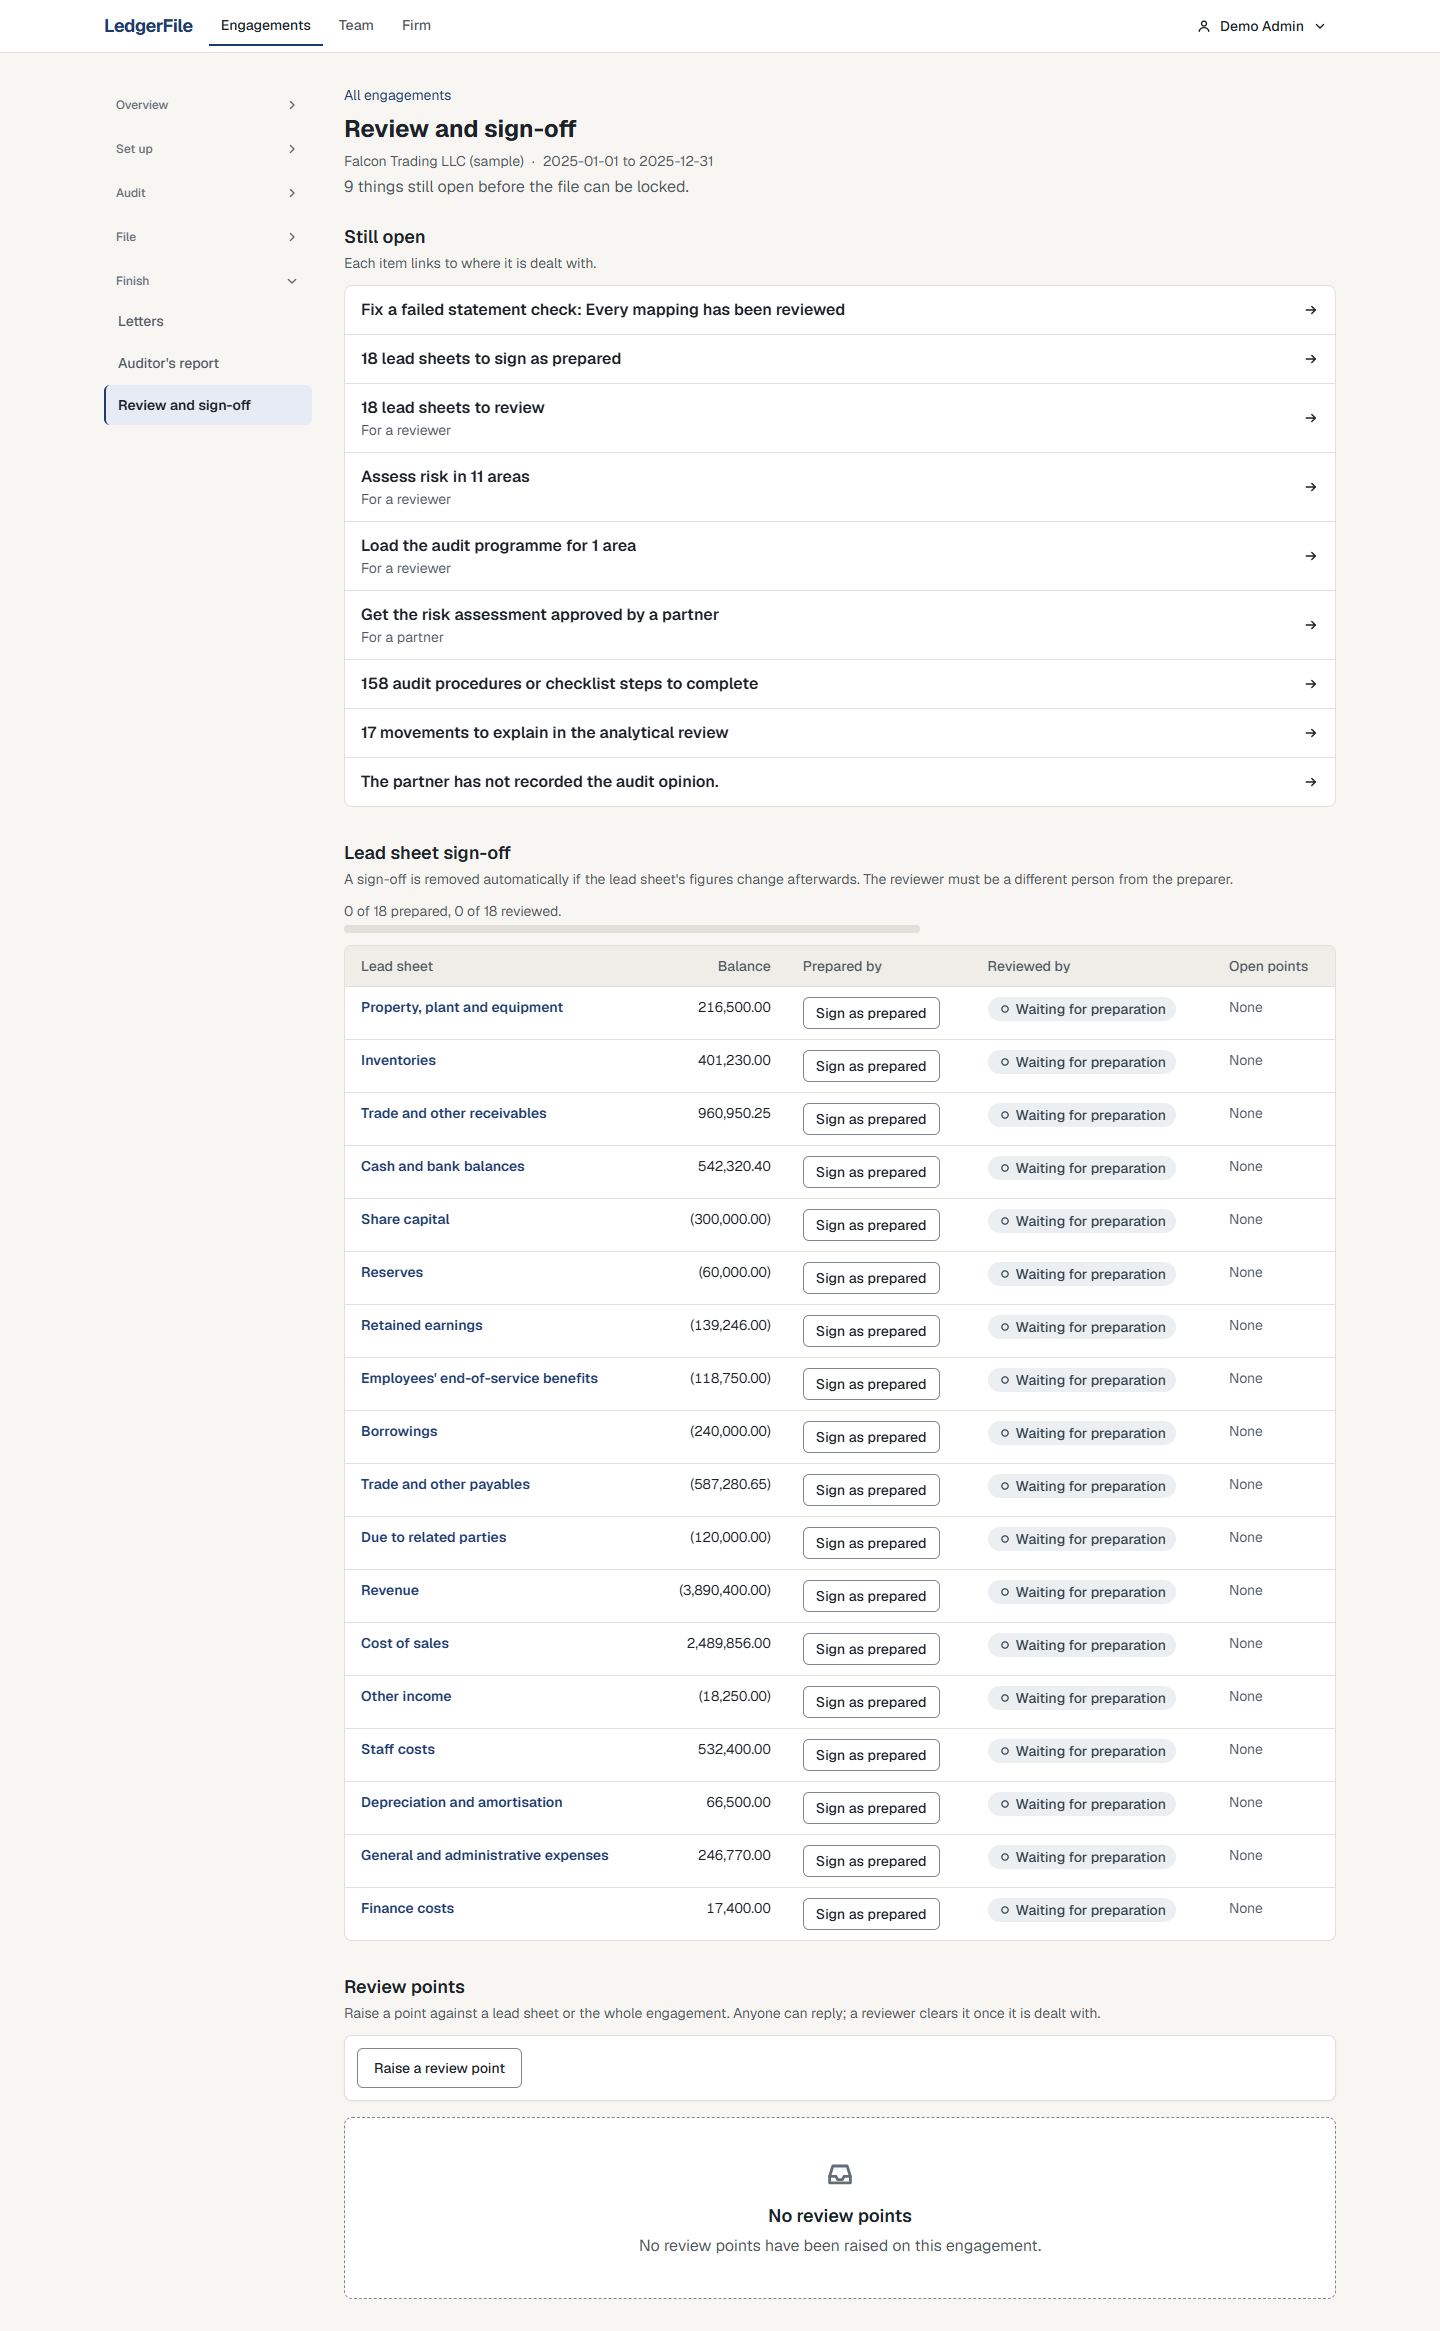 LedgerFile
Engagements
Team
Firm
Demo Admin
Overview
Set up
Audit
File
Finish
Letters
Auditor's report
Review and sign-off
All engagements
Review and sign-off
Falcon Trading LLC (sample) · 2025-01-01 to 2025-12-31
9 things still open before the file can be locked.
Still open
Each item links to where it is dealt with.
Fix a failed statement check: Every mapping has been reviewed
18 lead sheets to sign as prepared
18 lead sheets to review
For a reviewer
Assess risk in 11 areas
For a reviewer
Load the audit programme for 1 area
For a reviewer
Get the risk assessment approved by a partner
For a partner
158 audit procedures or checklist steps to complete
17 movements to explain in the analytical review
The partner has not recorded the audit opinion.
Lead sheet sign-off
A sign-off is removed automatically if the lead sheet's figures change afterwards. The reviewer must be a different person from the preparer.
0 of 18 prepared, 0 of 18 reviewed.
Lead sheet Balance Prepared by Reviewed by Open points
Property, plant and equipment 216,500.00 Sign as prepared Waiting for preparation None
Inventories 401,230.00 Sign as prepared Waiting for preparation None
Trade and other receivables 960,950.25 Sign as prepared Waiting for preparation None
Cash and bank balances 542,320.40 Sign as prepared Waiting for preparation None
Share capital (300,000.00) Sign as prepared Waiting for preparation None
Reserves (60,000.00) Sign as prepared Waiting for preparation None
Retained earnings (139,246.00) Sign as prepared Waiting for preparation None
Employees' end-of-service benefits (118,750.00) Sign as prepared Waiting for preparation None
Borrowings (240,000.00) Sign as prepared Waiting for preparation None
Trade and other payables (587,280.65) Sign as prepared Waiting for preparation None
Due to related parties (120,000.00) Sign as prepared Waiting for preparation None
Revenue (3,890,400.00) Sign as prepared Waiting for preparation None
Cost of sales 2,489,856.00 Sign as prepared Waiting for preparation None
Other income (18,250.00) Sign as prepared Waiting for preparation None
Staff costs 532,400.00 Sign as prepared Waiting for preparation None
Depreciation and amortisation 66,500.00 Sign as prepared Waiting for preparation None
General and administrative expenses 246,770.00 Sign as prepared Waiting for preparation None
Finance costs 17,400.00 Sign as prepared Waiting for preparation None
Review points
Raise a point against a lead sheet or the whole engagement. Anyone can reply; a reviewer clears it once it is dealt with.
Raise a review point
No review points
No review points have been raised on this engagement.